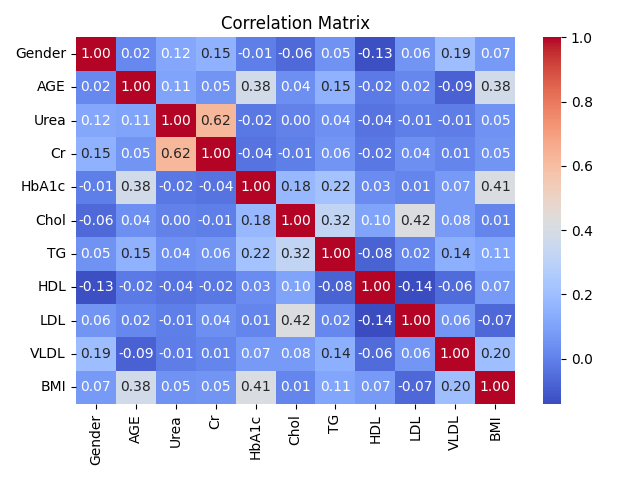 Correlation Matrix
Gender 1.00 0.02 0.12 0.15 -0.01 -0.06 0.05 -0.13 0.06 0.19 0.07
AGE 0.02 1.00 0.11 0.05 0.38 0.04 0.15 -0.02 0.02 -0.09 0.38
Urea 0.12 0.11 1.00 0.62 -0.02 0.00 0.04 -0.04 -0.01 -0.01 0.05
Cr 0.15 0.05 0.62 1.00 -0.04 -0.01 0.06 -0.02 0.04 0.01 0.05
HbA1c -0.01 0.38 -0.02 -0.04 1.00 0.18 0.22 0.03 0.01 0.07 0.41
Chol -0.06 0.04 0.00 -0.01 0.18 1.00 0.32 0.10 0.42 0.08 0.01
TG 0.05 0.15 0.04 0.06 0.22 0.32 1.00 -0.08 0.02 0.14 0.11
HDL -0.13 -0.02 -0.04 -0.02 0.03 0.10 -0.08 1.00 -0.14 -0.06 0.07
LDL 0.06 0.02 -0.01 0.04 0.01 0.42 0.02 -0.14 1.00 0.06 -0.07
VLDL 0.19 -0.09 -0.01 0.01 0.07 0.08 0.14 -0.06 0.06 1.00 0.20
BMI 0.07 0.38 0.05 0.05 0.41 0.01 0.11 0.07 -0.07 0.20 1.00
Gender AGE Urea Cr HbA1c Chol TG HDL LDL VLDL BMI
1.0
0.8
0.6
0.4
0.2
0.0